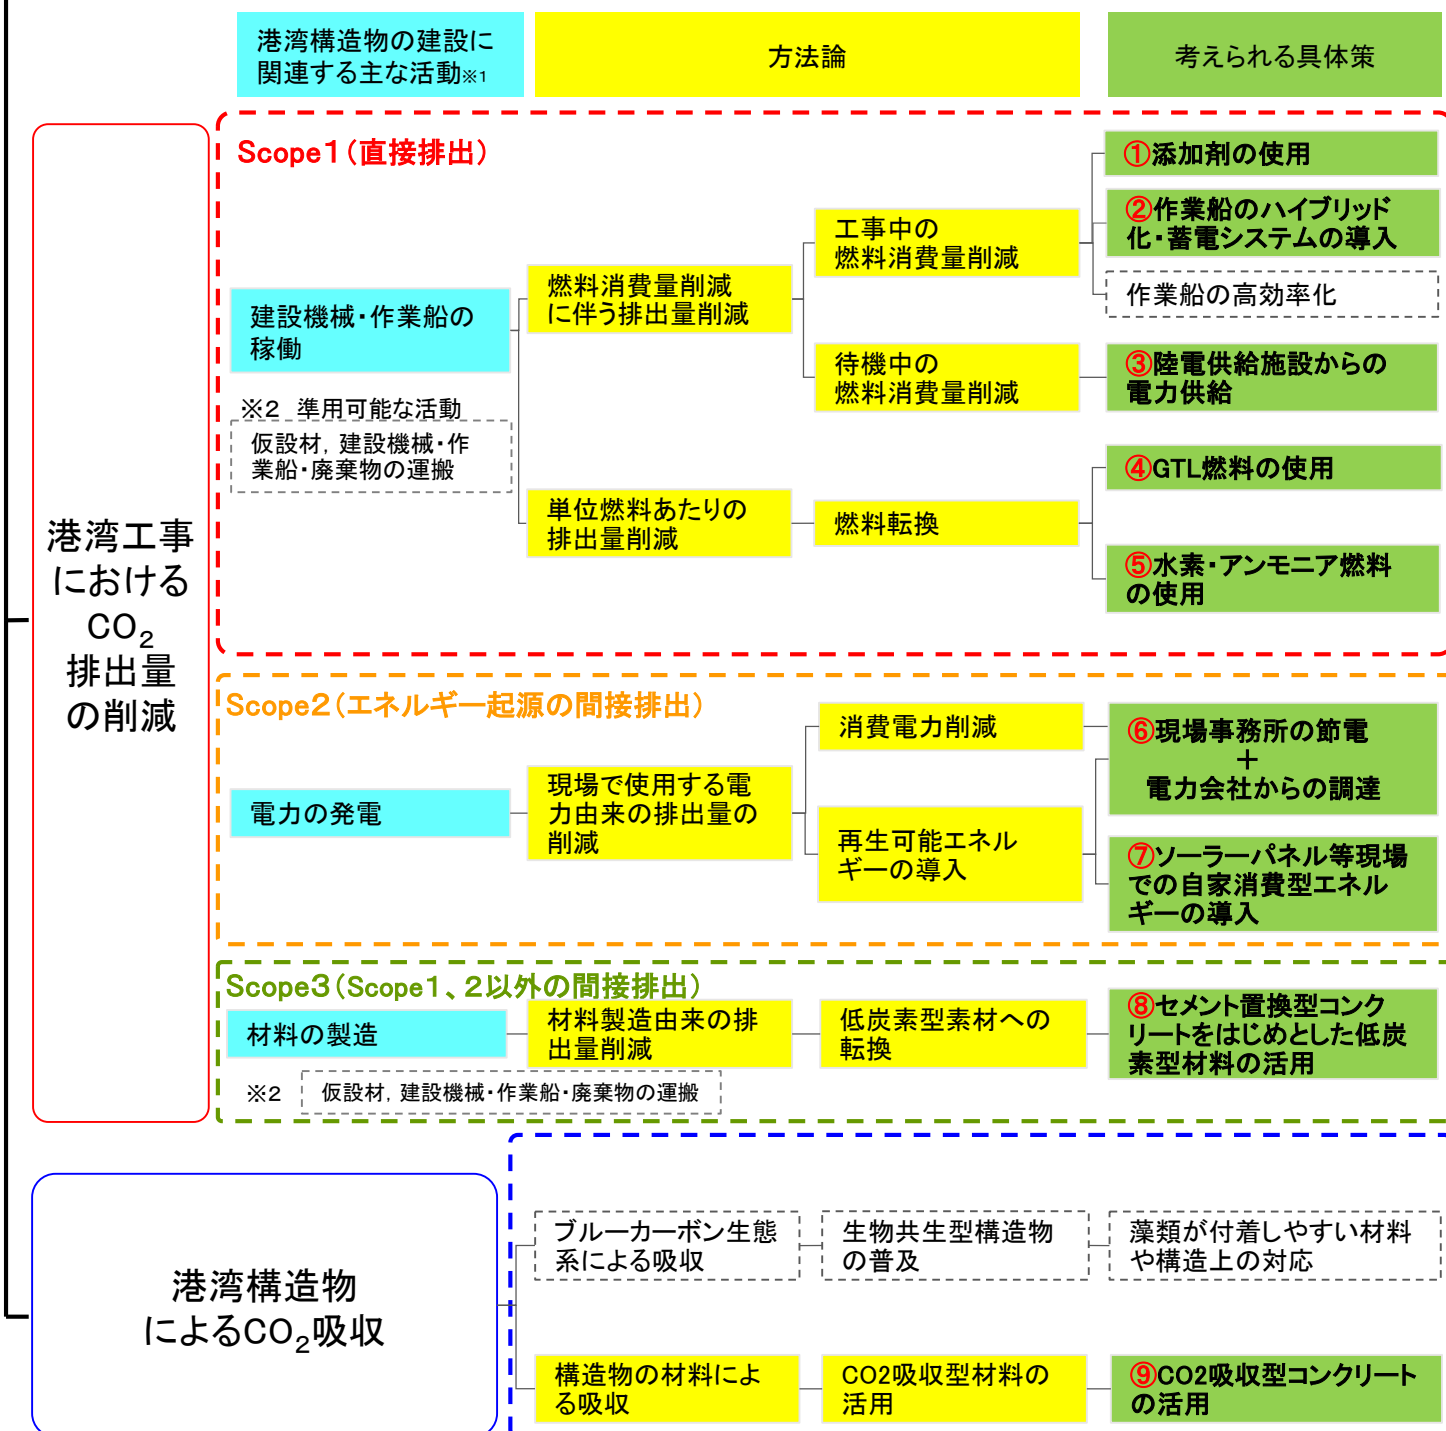 港湾構造物の建設に
関連する主な活動※1
方法論
考えられる具体策
港湾工事
における
CO₂
排出量
の削減
Scope1(直接排出)
建設機械・作業船の
稼働
※2 準用可能な活動
仮設材，建設機械・作
業船・廃棄物の運搬
燃料消費量削減
に伴う排出量削減
単位燃料あたりの
排出量削減
工事中の
燃料消費量削減
待機中の
燃料消費量削減
燃料転換
①添加剤の使用
②作業船のハイブリッド
化・蓄電システムの導入
作業船の高効率化
③陸電供給施設からの
電力供給
④GTL燃料の使用
⑤水素・アンモニア燃料
の使用
Scope2(エネルギー起源の間接排出)
電力の発電
現場で使用する電
力由来の排出量の
削減
消費電力削減
再生可能エネル
ギーの導入
⑥現場事務所の節電
＋
電力会社からの調達
⑦ソーラーパネル等現場
での自家消費型エネル
ギーの導入
Scope3(Scope1、2以外の間接排出)
材料の製造
材料製造由来の排
出量削減
低炭素型素材への
転換
⑧セメント置換型コンク
リートをはじめとした低炭
素型材料の活用
※2
仮設材，建設機械・作業船・廃棄物の運搬
港湾構造物
によるCO₂吸収
ブルーカーボン生態
系による吸収
生物共生型構造物
の普及
藻類が付着しやすい材料
や構造上の対応
構造物の材料によ
る吸収
CO2吸収型材料の
活用
⑨CO2吸収型コンクリート
の活用